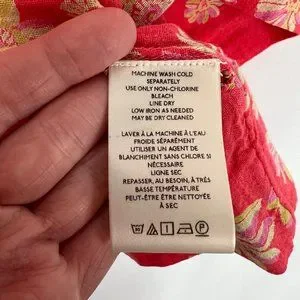 MACHINE WASH COLD
SEPARATELY
USE ONLY NON-CHLORINE
BLEACH
LINE DRY
LOW IRON AS NEEDED
MAY BE DRY CLEANED
LAVER À LA MACHINE À L'EAU
FROIDE SÉPARÉMENT
UTILISER UN AGENT DE
BLANCHIMENT SANS CHLORE SI
NÉCESSAIRE
LIGNE SEC
REPASSER, AU BESOIN, À TRÈS
BASSE TEMPÉRATURE
PEUT-ÊTRE ÊTRE NETTOYÉE
À SEC